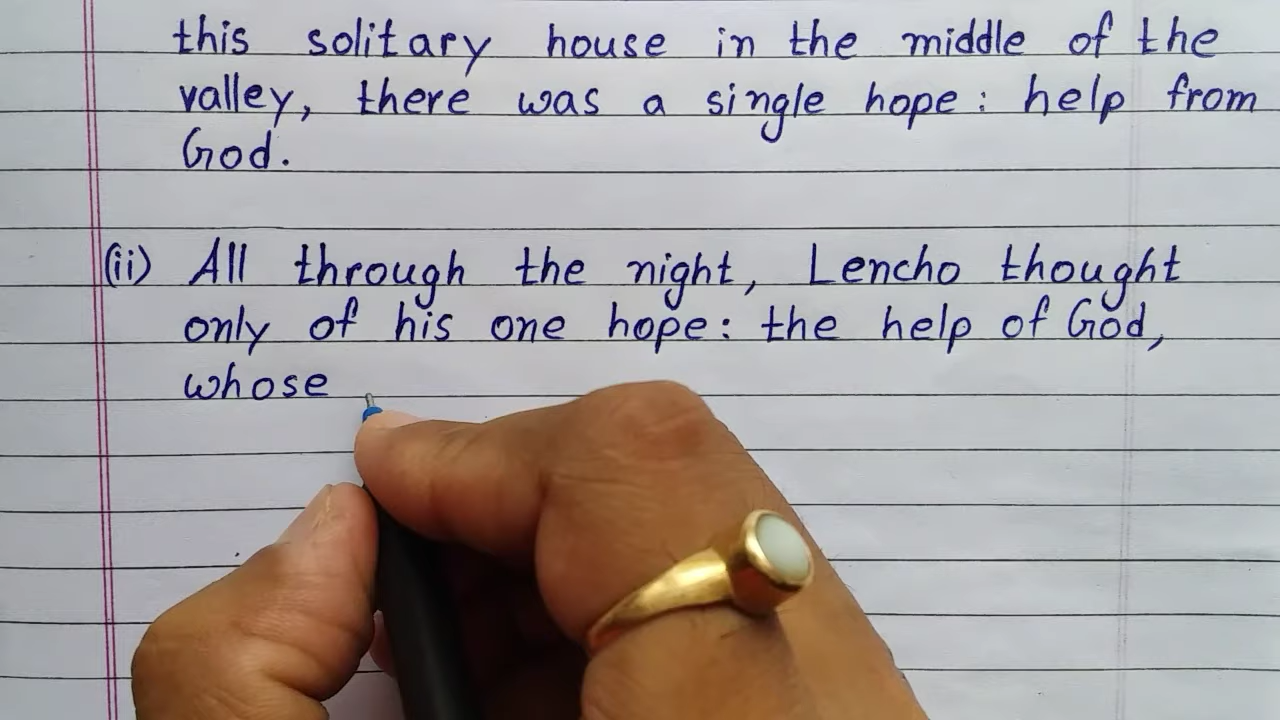 this solitary house in the middle of the
valley, there was a single hope: help from
God.
(ii) All through the night, Lencho thought
only of his one hope: the help of God,
whose